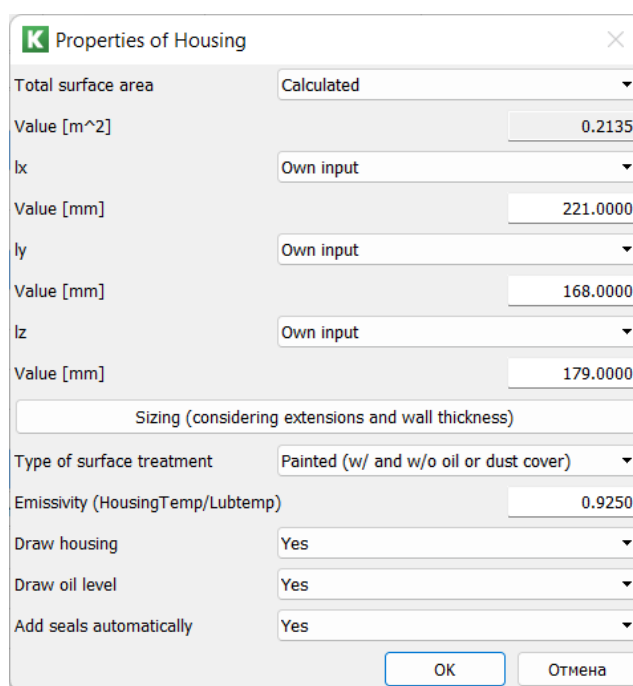 K Properties of Housing
Total surface area Calculated
Value [m^2] 0.2135
lx Own input
Value [mm] 221.0000
ly Own input
Value [mm] 168.0000
lz Own input
Value [mm] 179.0000
Sizing (considering extensions and wall thickness)
Type of surface treatment Painted (w/ and w/o oil or dust cover)
Emissivity (HousingTemp/Lubtemp) 0.9250
Draw housing Yes
Draw oil level Yes
Add seals automatically Yes
OK Отмена